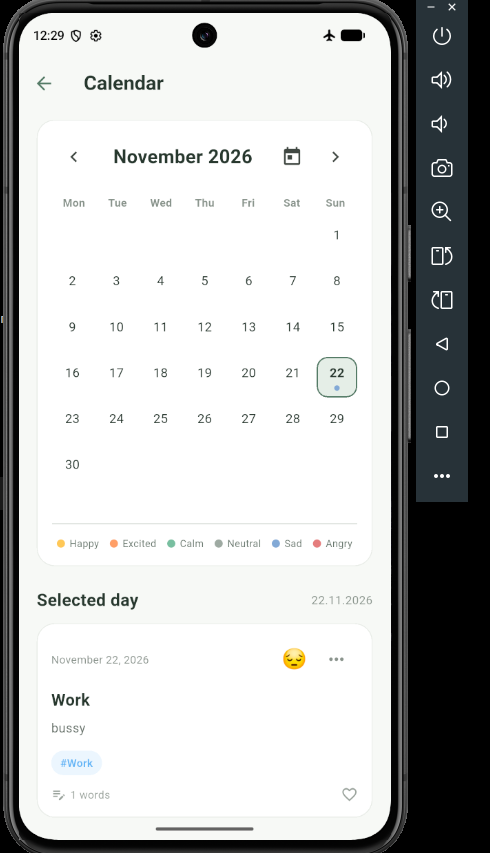 12:29
Calendar
November 2026
Mon Tue Wed Thu Fri Sat Sun
1
2 3 4 5 6 7 8
9 10 11 12 13 14 15
16 17 18 19 20 21 22
23 24 25 26 27 28 29
30
Happy Excited Calm Neutral Sad Angry
Selected day 22.11.2026
November 22, 2026
Work
bussy
#Work
1 words